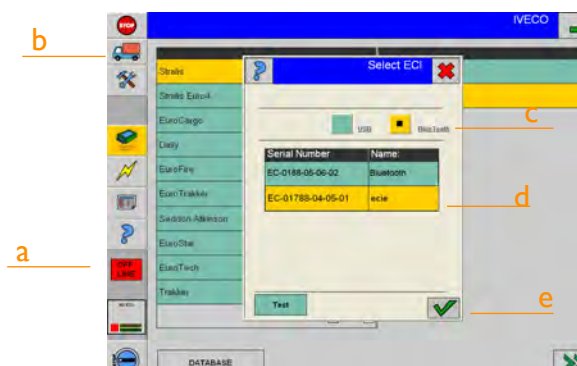 IVECO
STOP
b
Select ECI
Stralis
Stralis Euro4
EuroCargo
USB
Bluetooth
c
Daily
Serial Number Name:
EC-0188-05-06-02 Bluetooth
EuroFire
EuroTrakker
EC-01788-04-05-01 ecie
d
Seddon Atkinson
EuroStar
a
OFF LINE
EuroTech
Trakker
Test
e
DATABASE